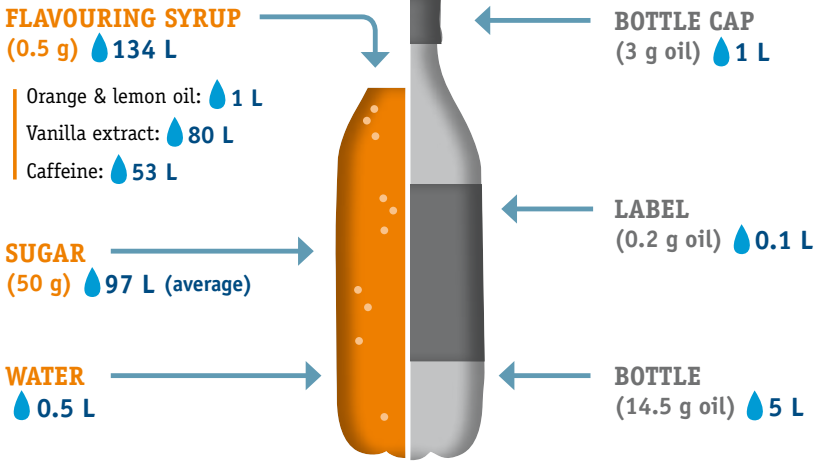 FLAVOURING SYRUP
(0.5 g) 134 L
Orange & lemon oil: 1 L
Vanilla extract: 80 L
Caffeine: 53 L
SUGAR
(50 g) 97 L (average)
WATER
0.5 L
BOTTLE CAP
(3 g oil) 1 L
LABEL
(0.2 g oil) 0.1 L
BOTTLE
(14.5 g oil) 5 L